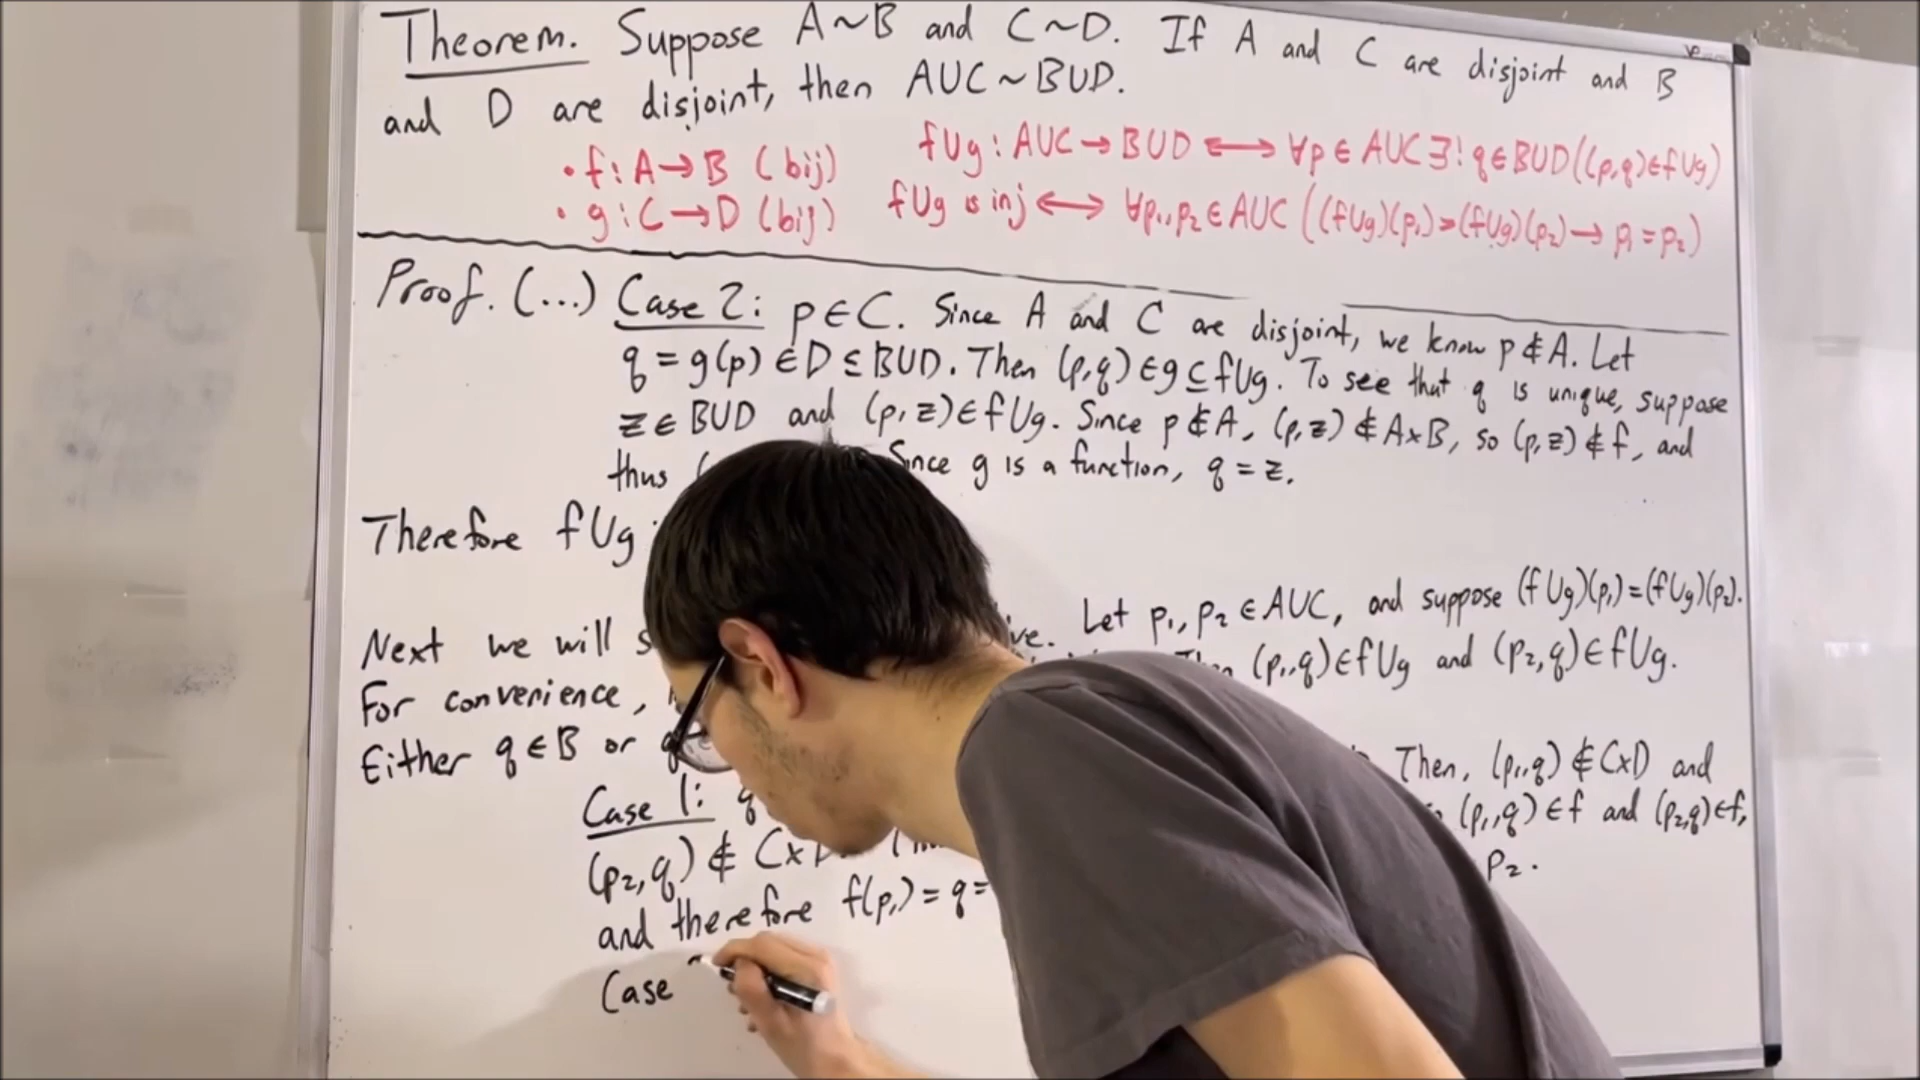 Theorem. Suppose A~B and C~D. If A and C are disjoint and B
and D are disjoint, then A∪C~B∪D.
• f: A→B (bij)
• g: C→D (bij)
f∪g: A∪C→B∪D ⟷ ∀p∈A∪C ∃! q∈B∪D((p,q)∈f∪g)
f∪g is inj ⟷ ∀p₁,p₂∈A∪C ((f∪g)(p₁)=(f∪g)(p₂)→ p₁=p₂)
Proof. (...) Case 2: p∈C. Since A and C are disjoint, we know p∉A. Let
q = g(p) ∈D ⊆B∪D. Then (p,q)∈g⊆f∪g. To see that q is unique, suppose
z∈B∪D and (p,z)∈f∪g. Since p∉A, (p,z)∉A×B, so (p,z)∉f, and
thus Since g is a function, q = z.
Therefore f∪g
Next we will Let p₁, p₂ ∈A∪C, and suppose (f∪g)(p₁)=(f∪g)(p₂).
For convenience, (p₁,q)∈f∪g and (p₂,q)∈f∪g.
Either q∈B or
Case 1: q Then, (p₁,q)∉C×D and
(p₂,q)∉C× (p₁,q)∈f and (p₂,q)∈f,
and therefore f(p₁)=q= p₂.
Case